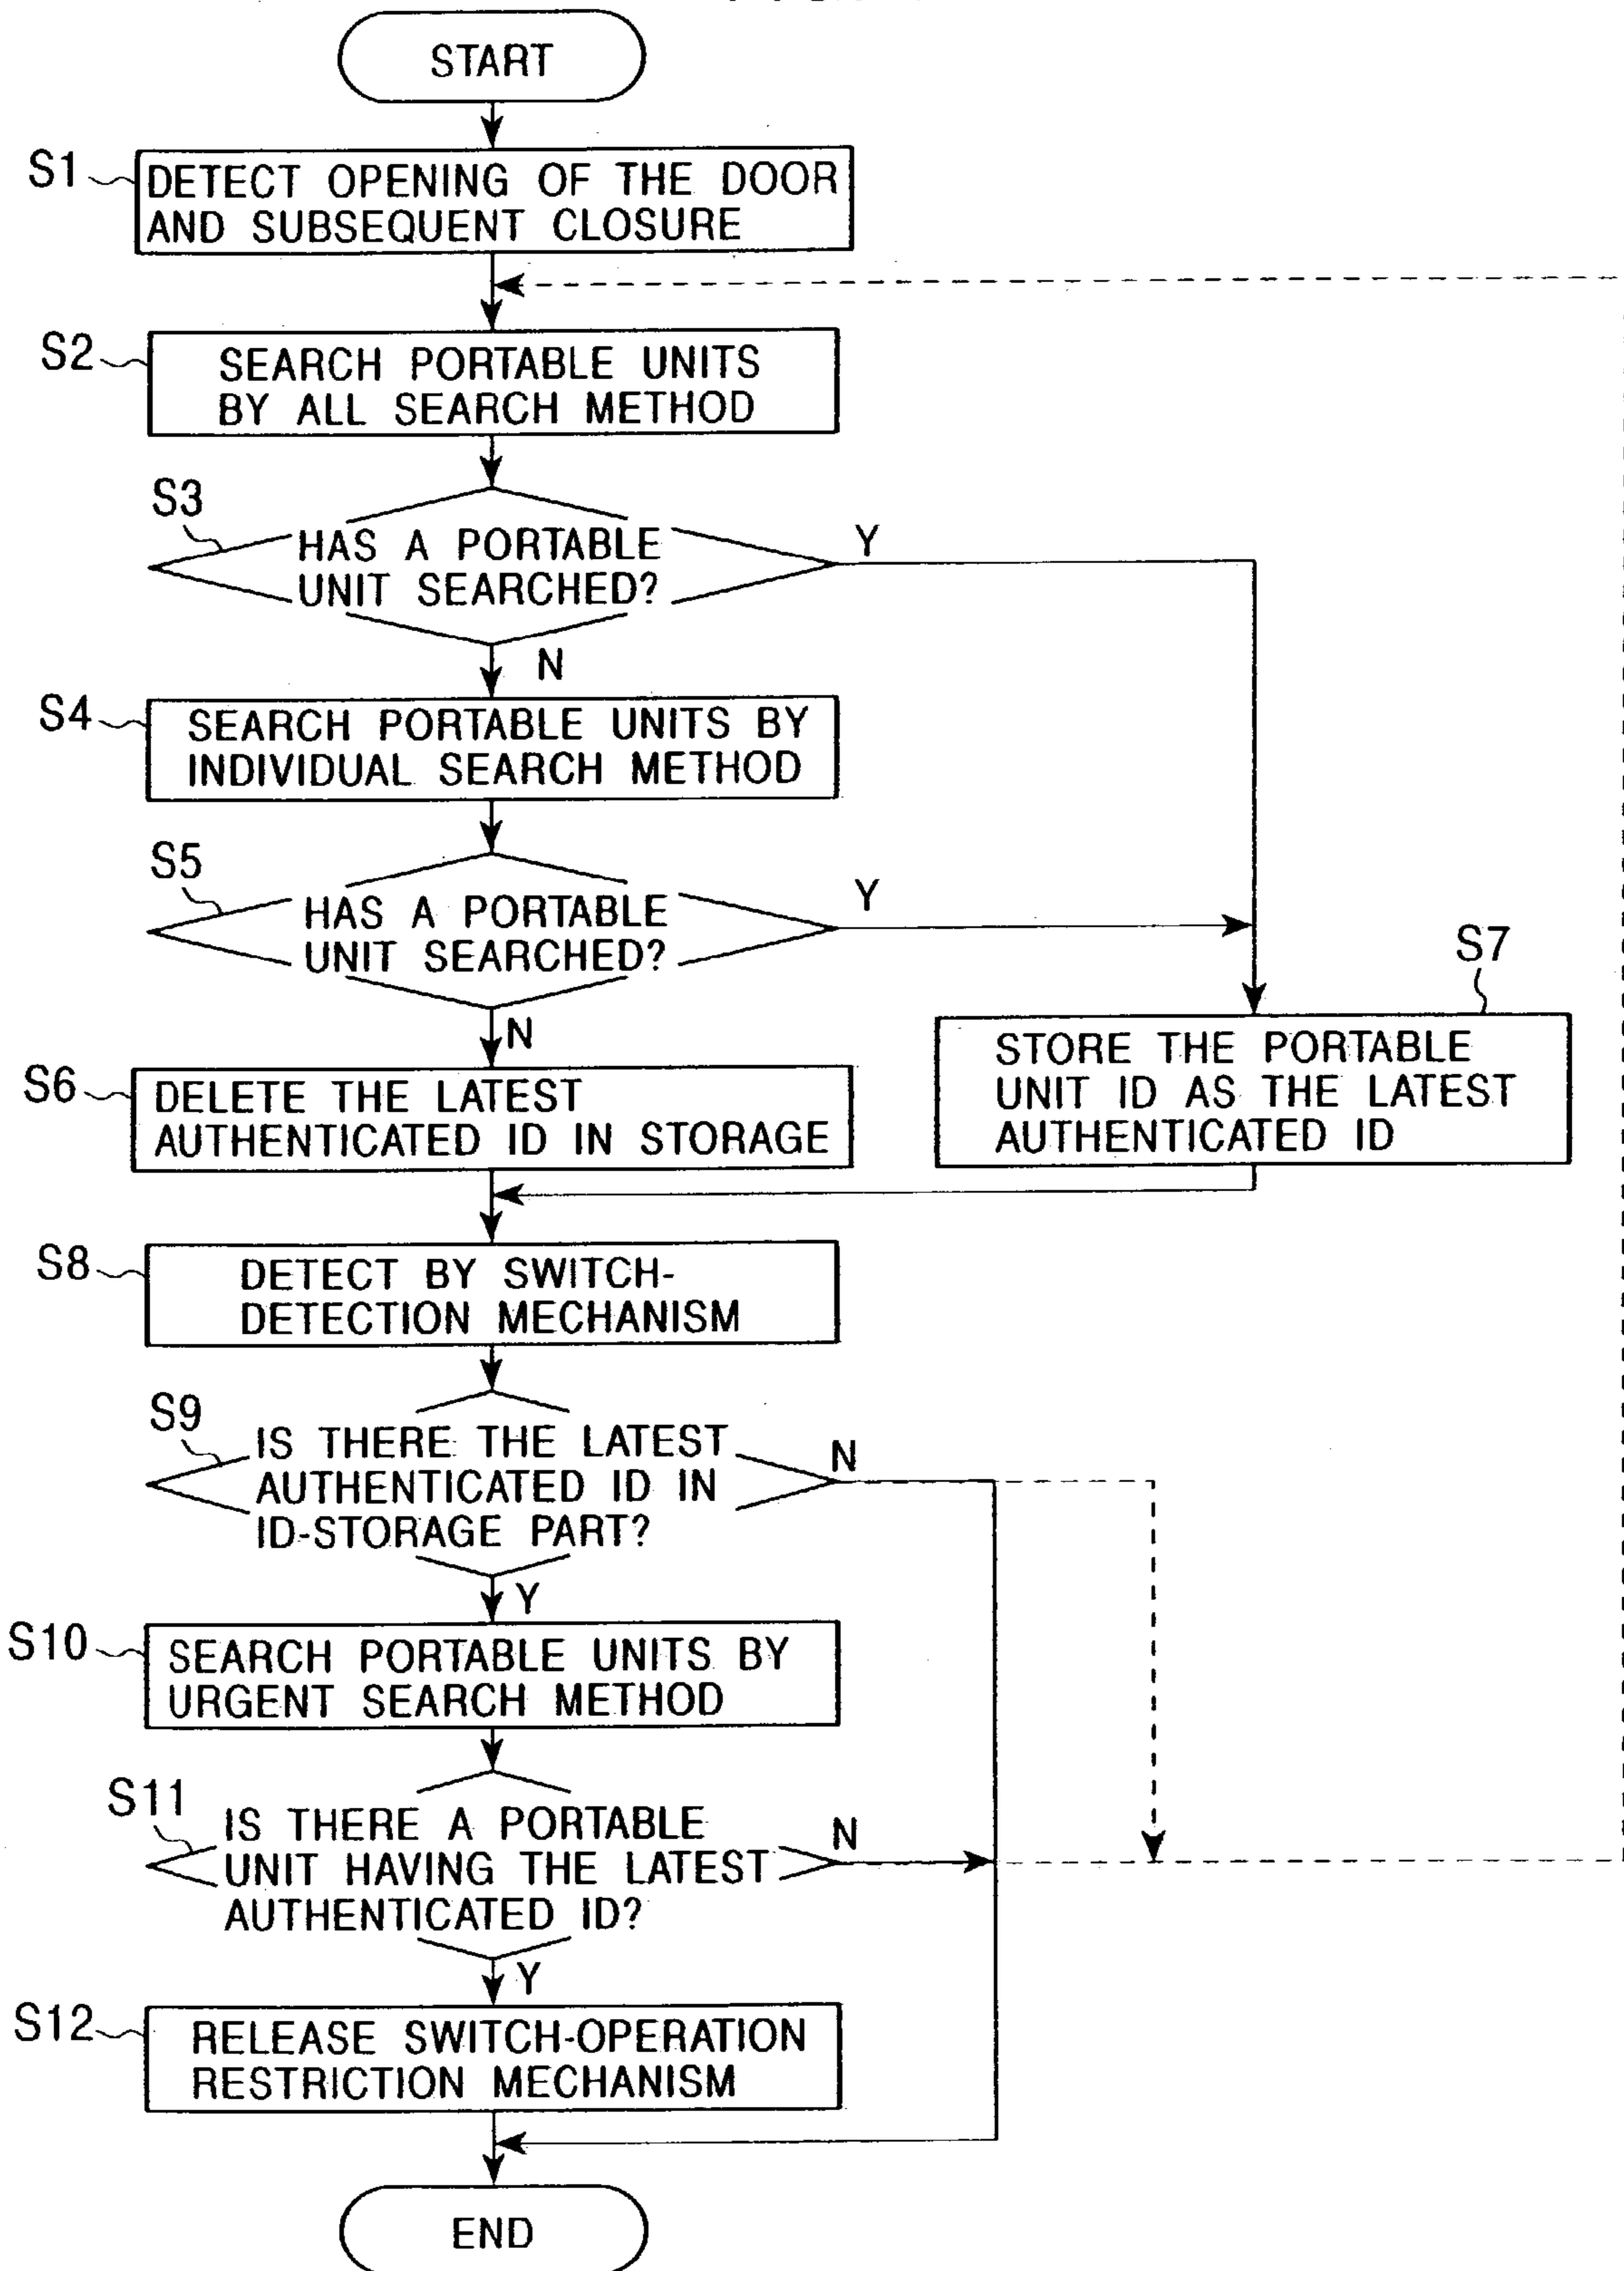 START
S1
DETECT OPENING OF THE DOOR
AND SUBSEQUENT CLOSURE
S2
SEARCH PORTABLE UNITS
BY ALL SEARCH METHOD
S3
HAS A PORTABLE
UNIT SEARCHED?
Y
N
S4
SEARCH PORTABLE UNITS BY
INDIVIDUAL SEARCH METHOD
S5
HAS A PORTABLE
UNIT SEARCHED?
Y
N
S6
DELETE THE LATEST
AUTHENTICATED ID IN STORAGE
S7
STORE THE PORTABLE
UNIT ID AS THE LATEST
AUTHENTICATED ID
S8
DETECT BY SWITCH-
DETECTION MECHANISM
S9
IS THERE THE LATEST
AUTHENTICATED ID IN
ID-STORAGE PART?
N
Y
S10
SEARCH PORTABLE UNITS BY
URGENT SEARCH METHOD
S11
IS THERE A PORTABLE
UNIT HAVING THE LATEST
AUTHENTICATED ID?
N
Y
S12
RELEASE SWITCH-OPERATION
RESTRICTION MECHANISM
END